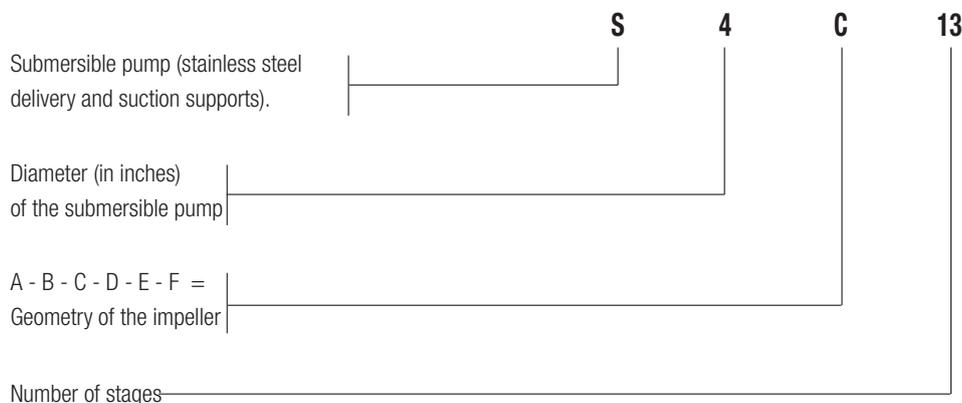 S 4 C 13
Submersible pump (stainless steel
delivery and suction supports).
Diameter (in inches)
of the submersible pump
A - B - C - D - E - F =
Geometry of the impeller
Number of stages